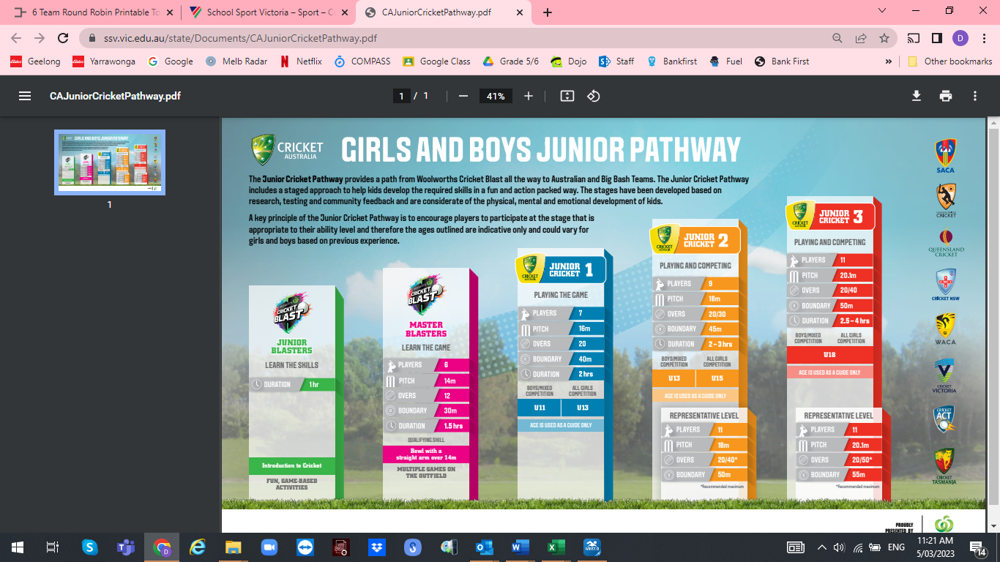 6 Team Round Robin Printable To
School Sport Victoria – Sport – C
CAJuniorCricketPathway.pdf
ssv.vic.edu.au/state/Documents/CAJuniorCricketPathway.pdf
D
Geelong
Yarrawonga
Google
Melb Radar
Netflix
COMPASS
Google Class
Grade 5/6
Dojo
Staff
Bankfirst
Fuel
Bank First
»
Other bookmarks
CAJuniorCricketPathway.pdf
1 / 1
41%
1
CRICKET
AUSTRALIA
GIRLS AND BOYS JUNIOR PATHWAY
The Junior Cricket Pathway provides a path from Woolworths Cricket Blast all the way to Australian and Big Bash Teams. The Junior Cricket Pathway
includes a staged approach to help kids develop the required skills in a fun and action packed way. The stages have been developed based on
research, testing and community feedback and are considerate of the physical, mental and emotional development of kids.
A key principle of the Junior Cricket Pathway is to encourage players to participate at the stage that is
appropriate to their ability level and therefore the ages outlined are indicative only and could vary for
girls and boys based on previous experience.
CRICKET
BLAST
JUNIOR
BLASTERS
LEARN THE SKILLS
DURATION 1 hr
Introduction to Cricket
FUN, GAME-BASED
ACTIVITIES
CRICKET
BLAST
MASTER
BLASTERS
LEARN THE GAME
PLAYERS 6
PITCH 14m
OVERS 12
BOUNDARY 30m
DURATION 1.5 hrs
QUALIFYING SKILL
Bowl with a
straight arm over 14m
MULTIPLE GAMES ON
THE OUTFIELD
CRICKET
JUNIOR
CRICKET 1
PLAYING THE GAME
PLAYERS 7
PITCH 16m
OVERS 20
BOUNDARY 40m
DURATION 2 hrs
BOYS/MIXED
COMPETITION
ALL GIRLS
COMPETITION
U11 U13
AGE IS USED AS A GUIDE ONLY
CRICKET
JUNIOR
CRICKET 2
PLAYING AND COMPETING
PLAYERS 9
PITCH 18m
OVERS 20/30
BOUNDARY 45m
DURATION 2 – 3 hrs
BOYS/MIXED
COMPETITION
ALL GIRLS
COMPETITION
U13 U15
AGE IS USED AS A GUIDE ONLY
REPRESENTATIVE LEVEL
PLAYERS 11
PITCH 18m
OVERS 20/40*
BOUNDARY 50m
*Recommended maximum
CRICKET
JUNIOR
CRICKET 3
PLAYING AND COMPETING
PLAYERS 11
PITCH 20.1m
OVERS 20/40
BOUNDARY 50m
DURATION 2.5 – 4 hrs
BOYS/MIXED
COMPETITION
ALL GIRLS
COMPETITION
U18
AGE IS USED AS A GUIDE ONLY
REPRESENTATIVE LEVEL
PLAYERS 11
PITCH 20.1m
OVERS 20/50*
BOUNDARY 55m
*Recommended maximum
SACA
CRICKET
QUEENSLAND
CRICKET
CRICKET NSW
WACA
CRICKET
VICTORIA
CRICKET
ACT
CRICKET
TASMANIA
PROUDLY
PRESENTED BY
ENG
11:21 AM
5/03/2023
14
MM7.0